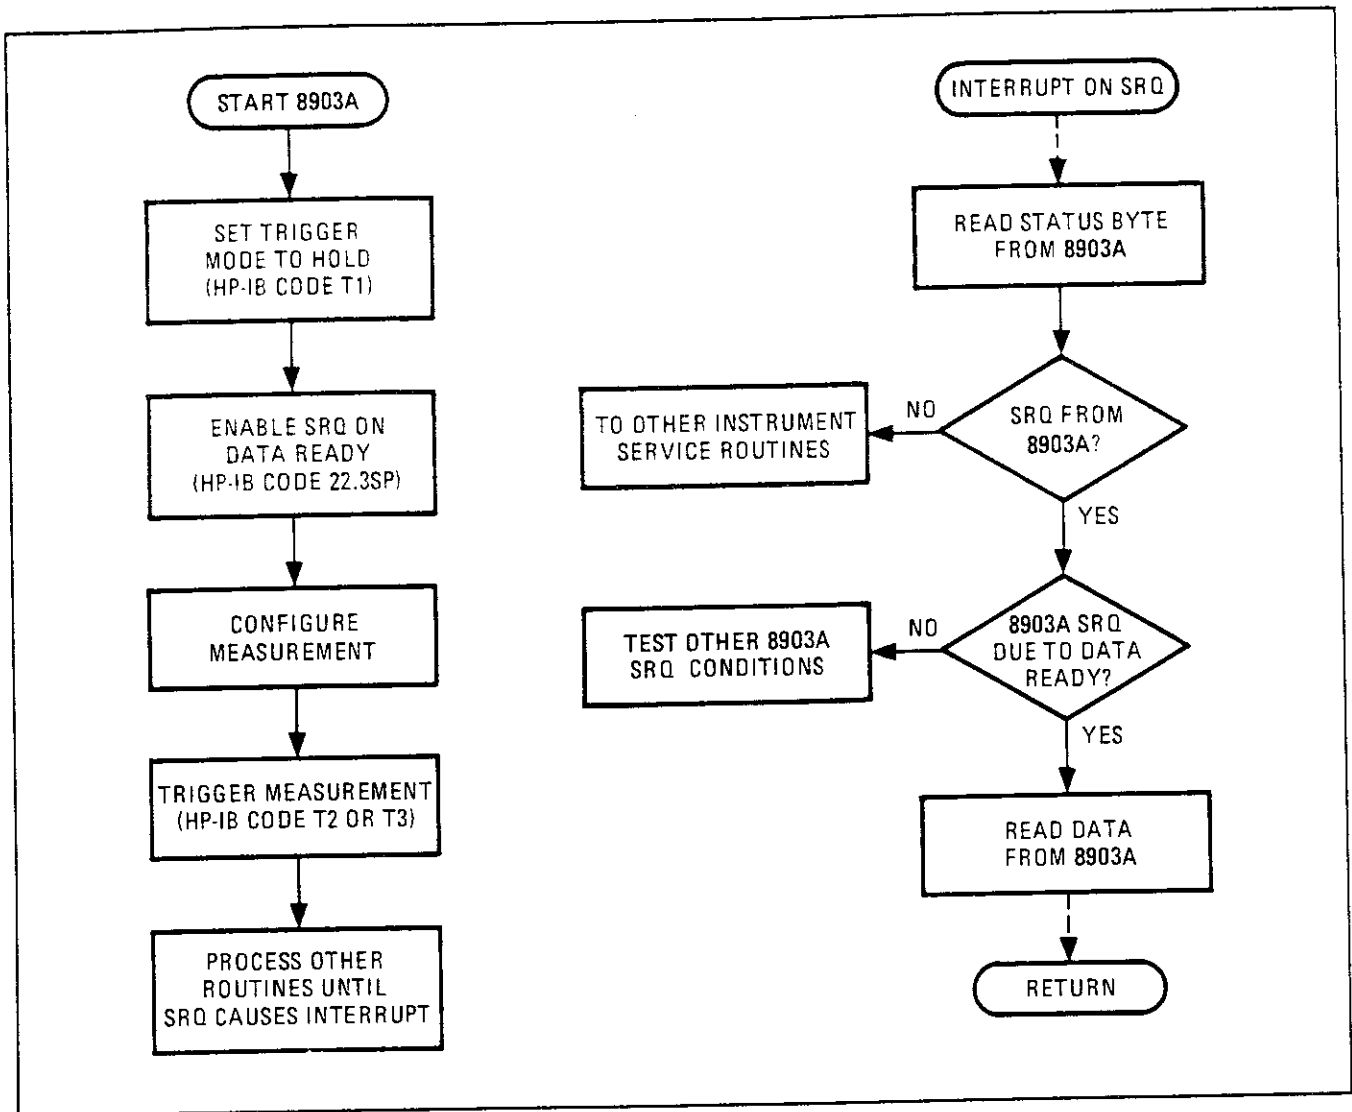 START 8903A
SET TRIGGER
MODE TO HOLD
(HP-IB CODE T1)
ENABLE SRQ ON
DATA READY
(HP-IB CODE 22.3SP)
CONFIGURE
MEASUREMENT
TRIGGER MEASUREMENT
(HP-IB CODE T2 OR T3)
PROCESS OTHER
ROUTINES UNTIL
SRQ CAUSES INTERRUPT
INTERRUPT ON SRQ
READ STATUS BYTE
FROM 8903A
SRQ FROM
8903A?
NO
TO OTHER INSTRUMENT
SERVICE ROUTINES
YES
8903A SRQ
DUE TO DATA
READY?
NO
TEST OTHER 8903A
SRQ CONDITIONS
YES
READ DATA
FROM 8903A
RETURN